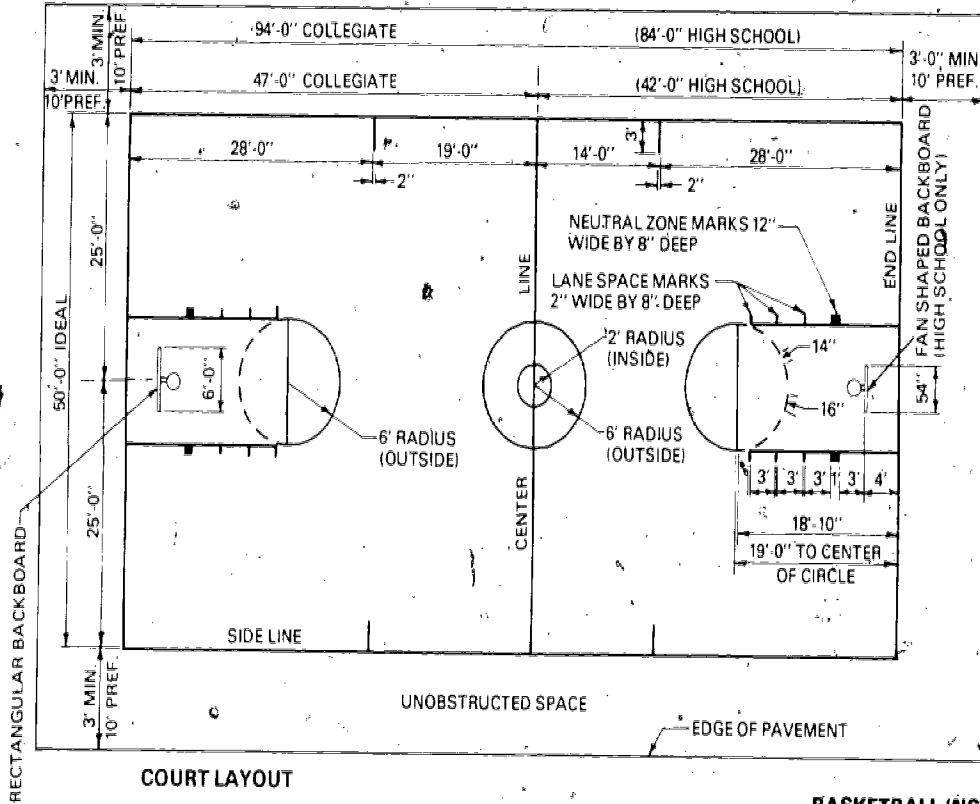 94'-0" COLLEGIATE
(84'-0" HIGH SCHOOL)
3' MIN.
10' PREF.
3' MIN.
10' PREF.
47'-0" COLLEGIATE
(42'-0" HIGH SCHOOL)
3'-0" MIN
10' PREF.
28'-0"
19'-0"
14'-0"
3'
28'-0"
2"
2"
25'-0"
50'-0" IDEAL
NEUTRAL ZONE MARKS 12"
WIDE BY 8" DEEP
LANE SPACE MARKS
2" WIDE BY 8" DEEP
LINE
END LINE
FAN SHAPED BACKBOARD
(HIGH SCHOOL ONLY)
2' RADIUS
(INSIDE)
14"
6'-0"
54"
16"
6' RADIUS
(OUTSIDE)
6' RADIUS
(OUTSIDE)
3' 3' 3' 1' 3' 4'
25'-0"
CENTER
18'-10"
19'-0" TO CENTER
OF CIRCLE
RECTANGULAR BACKBOARD
SIDE LINE
3' MIN.
10' PREF.
UNOBSTRUCTED SPACE
EDGE OF PAVEMENT
COURT LAYOUT